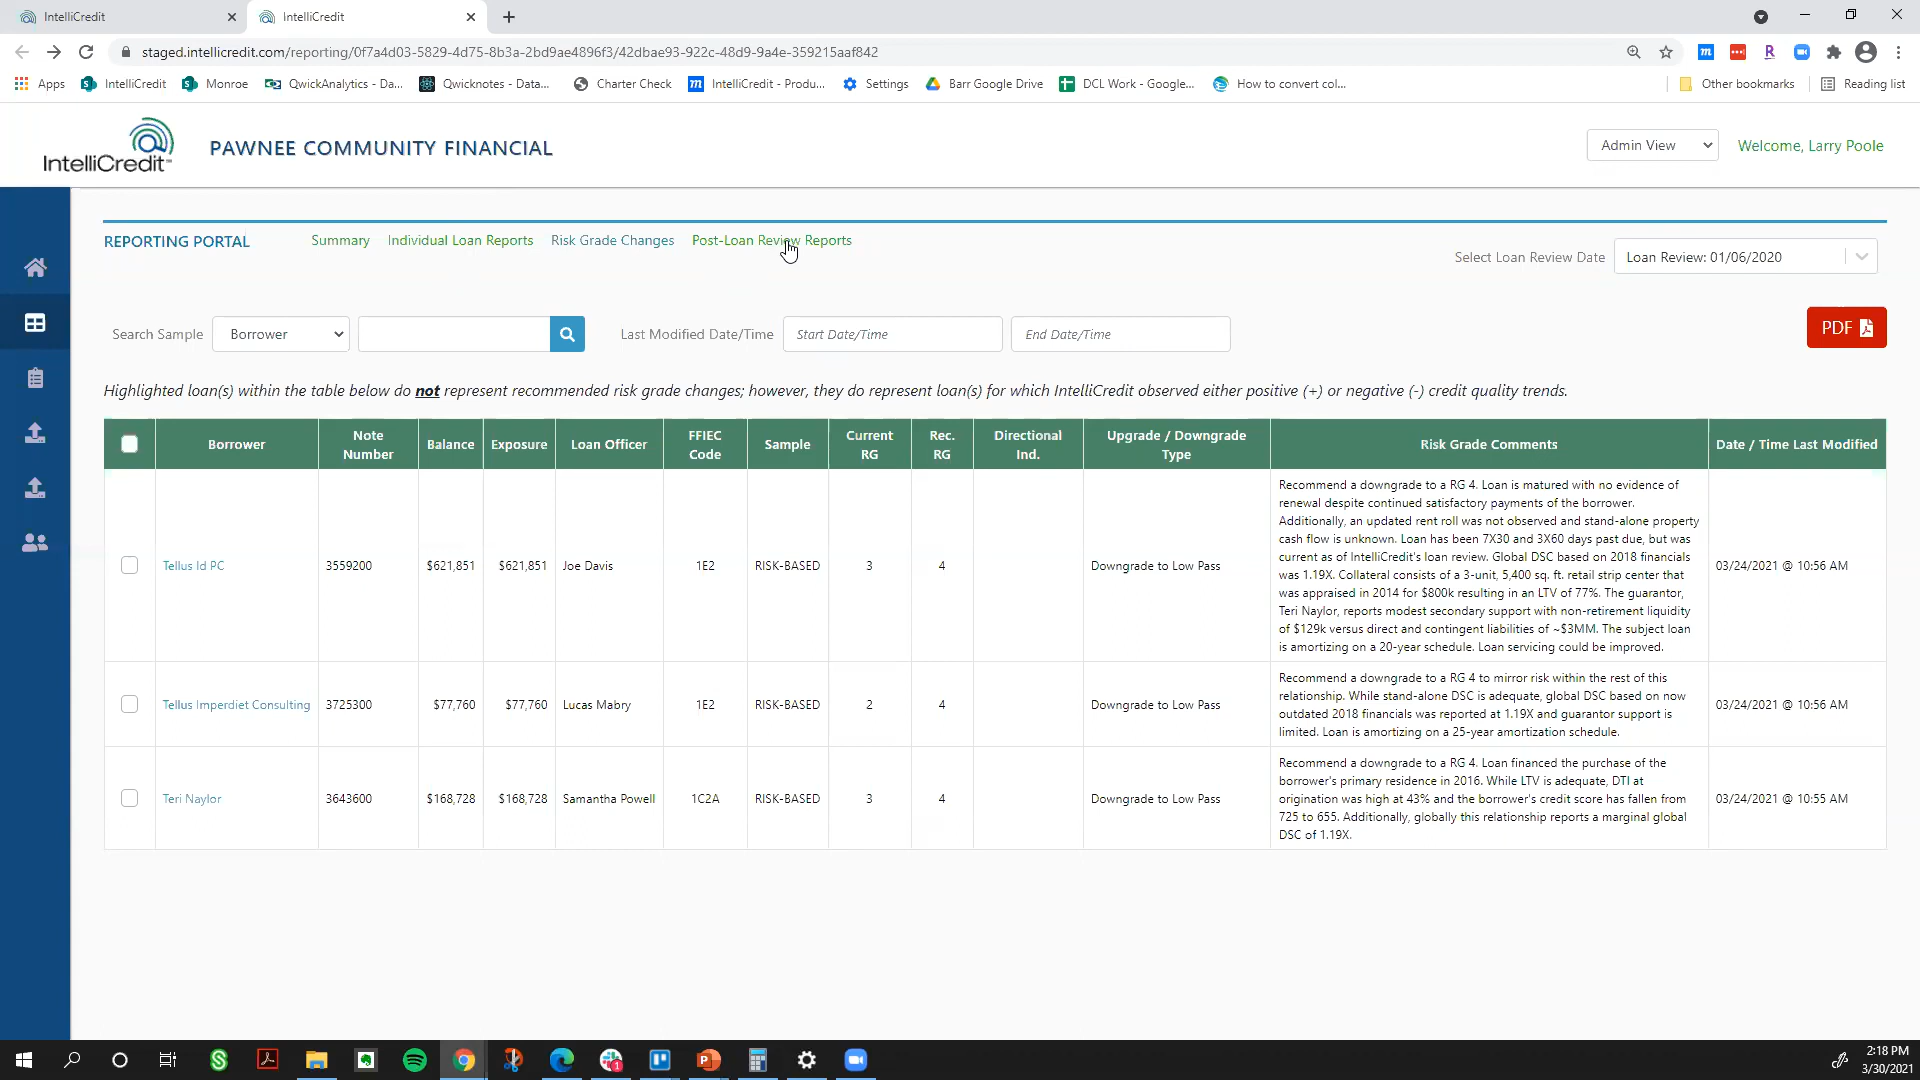 IntelliCredit
IntelliCredit
staged.intellicredit.com/reporting/0f7a4d03-5829-4d75-8b3a-2bd9ae4896f3/42dbae93-922c-48d9-9a4e-359215aaf842
Apps IntelliCredit Monroe QwickAnalytics - Da... Qwicknotes - Data... Charter Check IntelliCredit - Produ... Settings Barr Google Drive DCL Work - Google... How to convert col... Other bookmarks Reading list
IntelliCredit™ PAWNEE COMMUNITY FINANCIAL Admin View Welcome, Larry Poole
REPORTING PORTAL Summary Individual Loan Reports Risk Grade Changes Post-Loan Review Reports
Select Loan Review Date Loan Review: 01/06/2020
Search Sample Borrower Last Modified Date/Time Start Date/Time End Date/Time PDF
Highlighted loan(s) within the table below do not represent recommended risk grade changes; however, they do represent loan(s) for which IntelliCredit observed either positive (+) or negative (-) credit quality trends.
Borrower Note Number Balance Exposure Loan Officer FFIEC Code Sample Current RG Rec. RG Directional Ind. Upgrade / Downgrade Type Risk Grade Comments Date / Time Last Modified
Tellus Id PC 3559200 $621,851 $621,851 Joe Davis 1E2 RISK-BASED 3 4 Downgrade to Low Pass
Recommend a downgrade to a RG 4. Loan is matured with no evidence of
renewal despite continued satisfactory payments of the borrower.
Additionally, an updated rent roll was not observed and stand-alone property
cash flow is unknown. Loan has been 7X30 and 3X60 days past due, but was
current as of IntelliCredit's loan review. Global DSC based on 2018 financials
was 1.19X. Collateral consists of a 3-unit, 5,400 sq. ft. retail strip center that
was appraised in 2014 for $800k resulting in an LTV of 77%. The guarantor,
Teri Naylor, reports modest secondary support with non-retirement liquidity
of $129k versus direct and contingent liabilities of ~$3MM. The subject loan
is amortizing on a 20-year schedule. Loan servicing could be improved.
03/24/2021 @ 10:56 AM
Tellus Imperdiet Consulting 3725300 $77,760 $77,760 Lucas Mabry 1E2 RISK-BASED 2 4 Downgrade to Low Pass
Recommend a downgrade to a RG 4 to mirror risk within the rest of this
relationship. While stand-alone DSC is adequate, global DSC based on now
outdated 2018 financials was reported at 1.19X and guarantor support is
limited. Loan is amortizing on a 25-year amortization schedule.
03/24/2021 @ 10:56 AM
Teri Naylor 3643600 $168,728 $168,728 Samantha Powell 1C2A RISK-BASED 3 4 Downgrade to Low Pass
Recommend a downgrade to a RG 4. Loan financed the purchase of the
borrower's primary residence in 2016. While LTV is adequate, DTI at
origination was high at 43% and the borrower's credit score has fallen from
725 to 655. Additionally, globally this relationship reports a marginal global
DSC of 1.19X.
03/24/2021 @ 10:55 AM
2:18 PM
3/30/2021